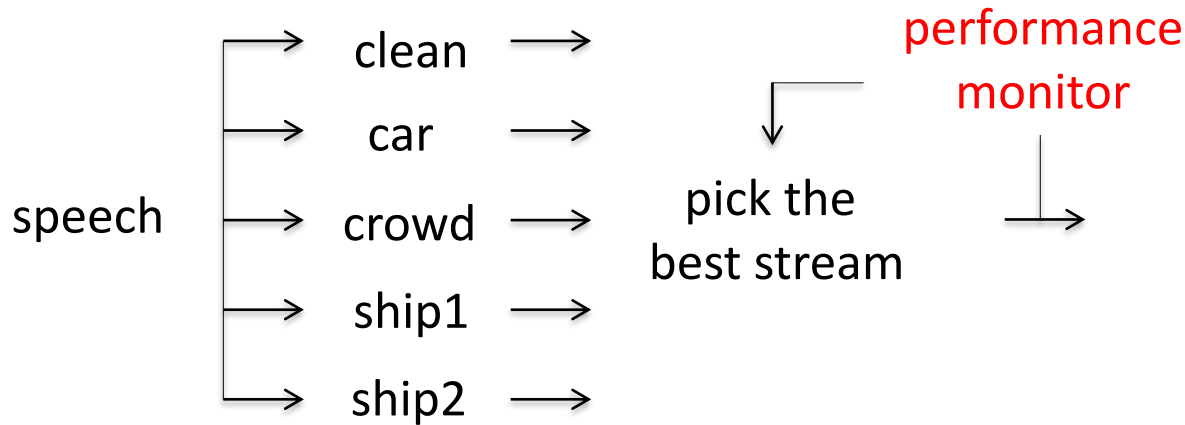 speech
clean
car
crowd
ship1
ship2
pick the
best stream
performance
monitor